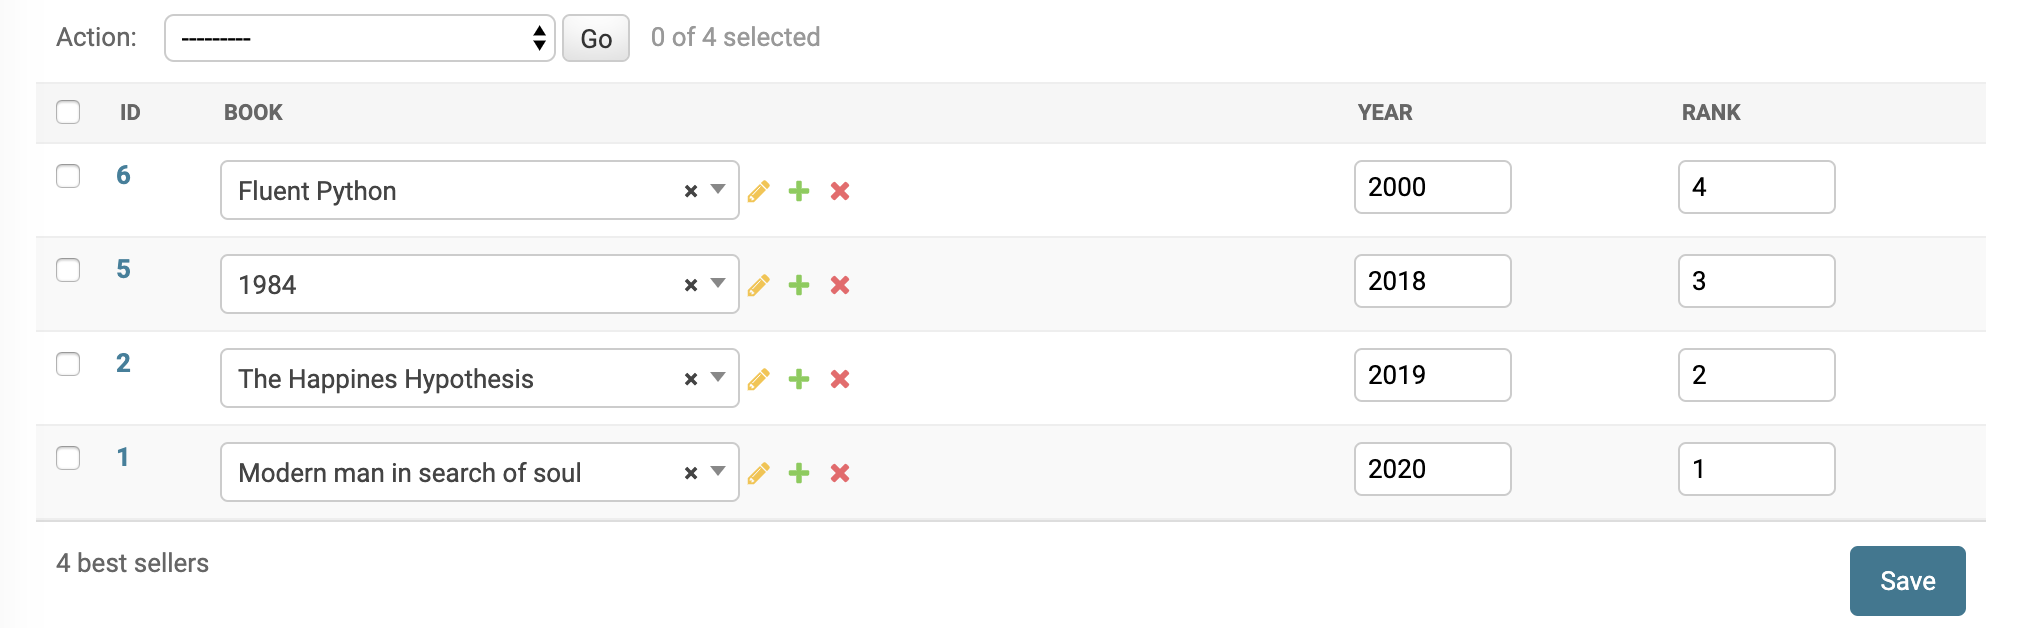 Action: --------- Go 0 of 4 selected
ID BOOK YEAR RANK
6 Fluent Python 2000 4
5 1984 2018 3
2 The Happines Hypothesis 2019 2
1 Modern man in search of soul 2020 1
4 best sellers
Save